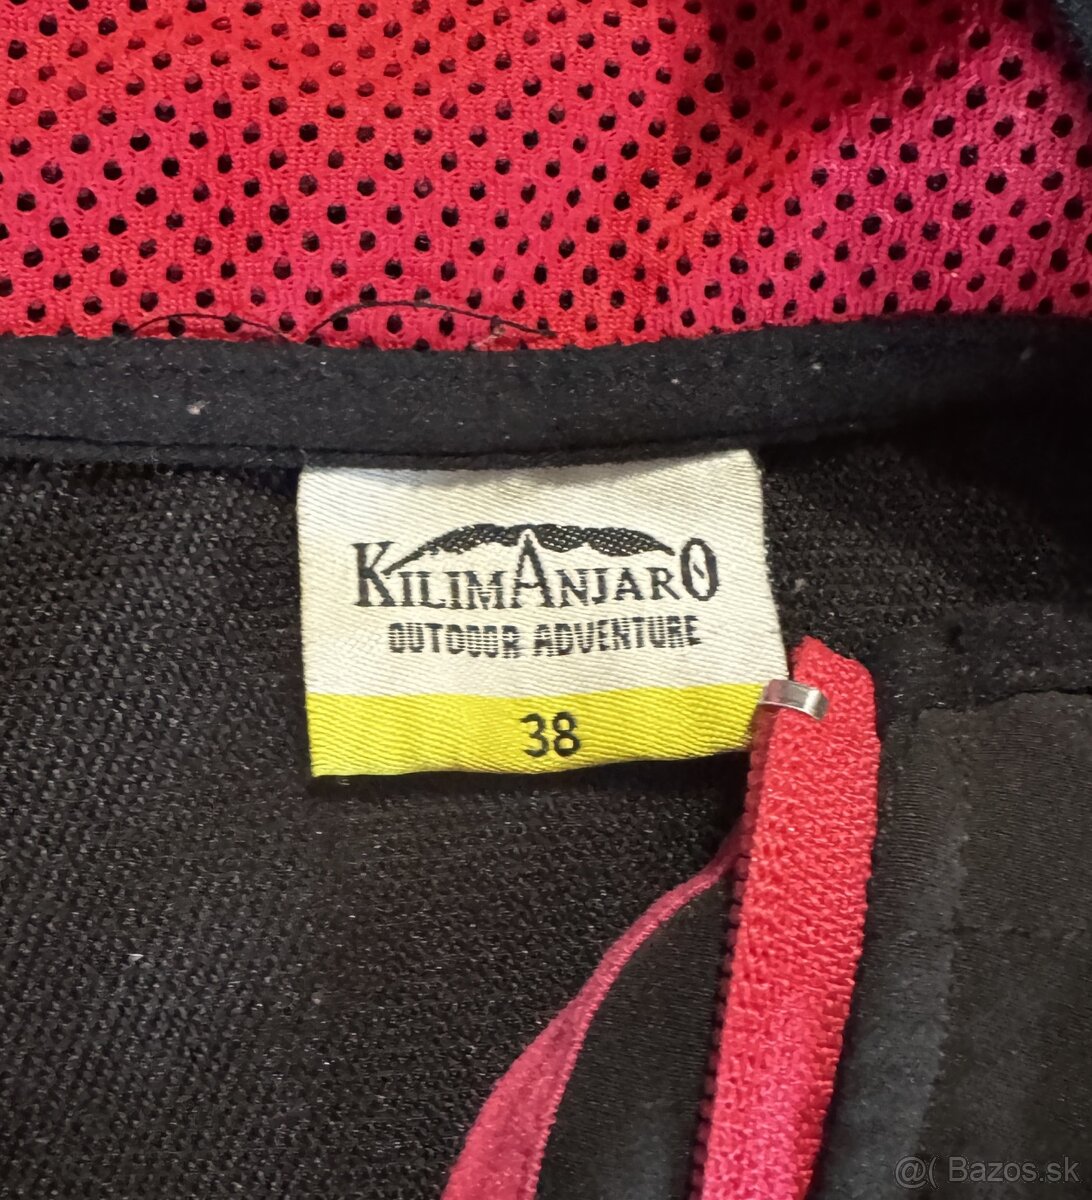 KILIMANJARO
OUTDOOR ADVENTURE
38
@( Bazos.sk